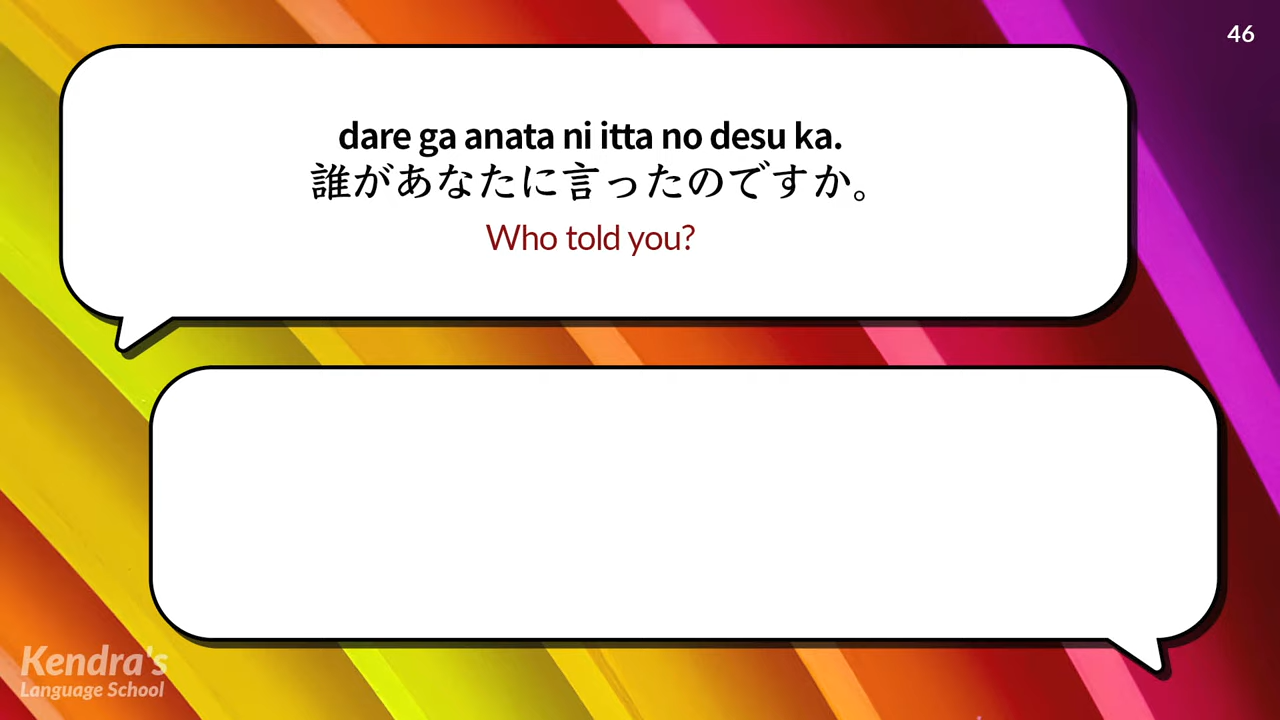 46
dare ga anata ni itta no desu ka.
誰があなたに言ったのですか。
Who told you?
Kendra's
Language School